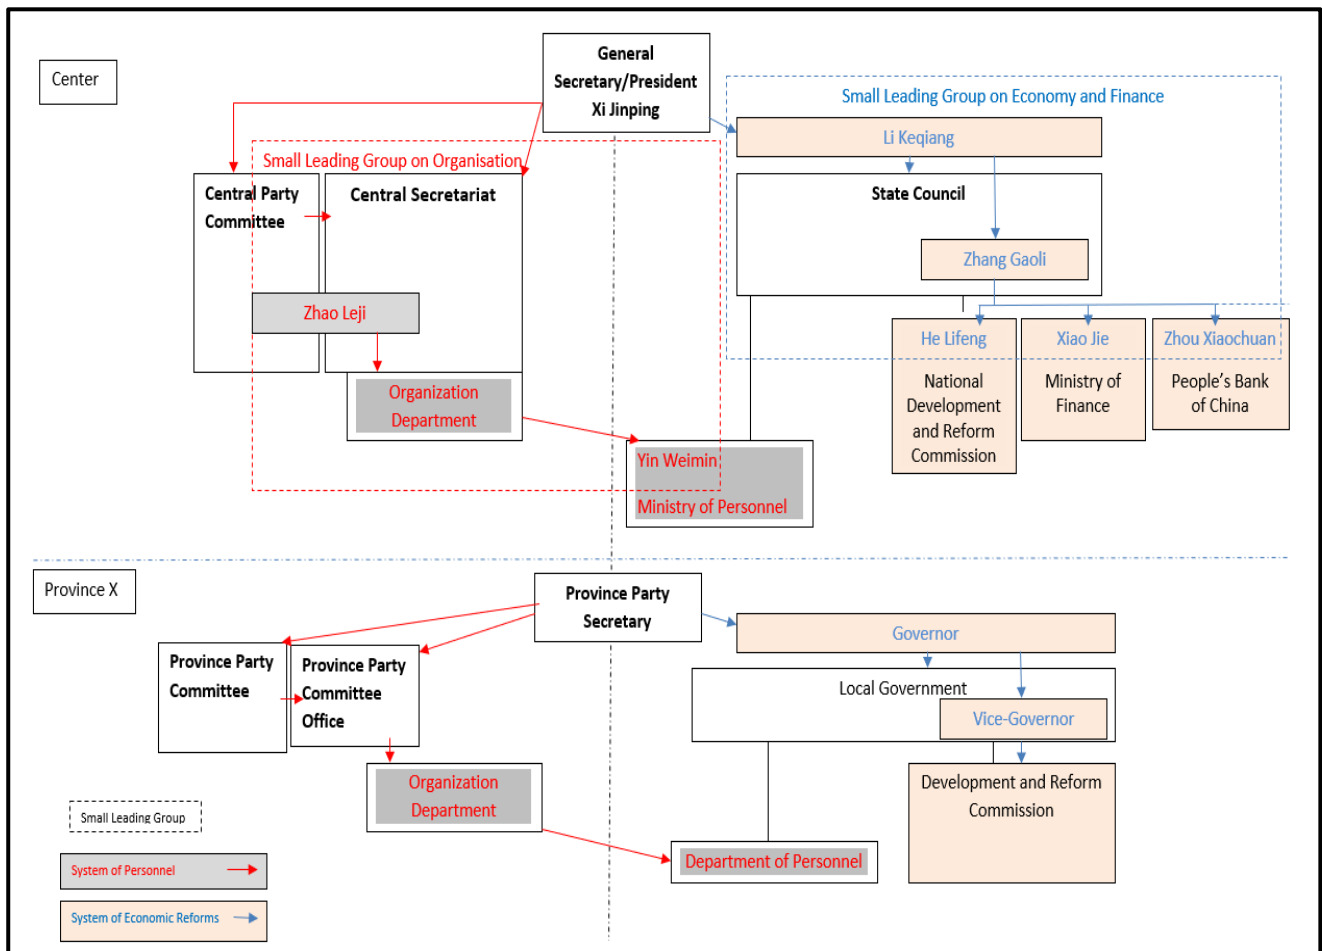 Center
General
Secretary/President
Xi Jinping
Small Leading Group on Economy and Finance
Li Keqiang
Small Leading Group on Organisation
Central Party
Committee
Central Secretariat
State Council
Zhang Gaoli
Zhao Leji
He Lifeng
National
Development
and Reform
Commission
Xiao Jie
Ministry of
Finance
Zhou Xiaochuan
People's Bank
of China
Organization
Department
Yin Weimin
Ministry of Personnel
Province X
Province Party
Secretary
Governor
Province Party
Committee
Province Party
Committee
Office
Local Government
Vice-Governor
Organization
Department
Development and Reform
Commission
Department of Personnel
Small Leading Group
System of Personnel
System of Economic Reforms